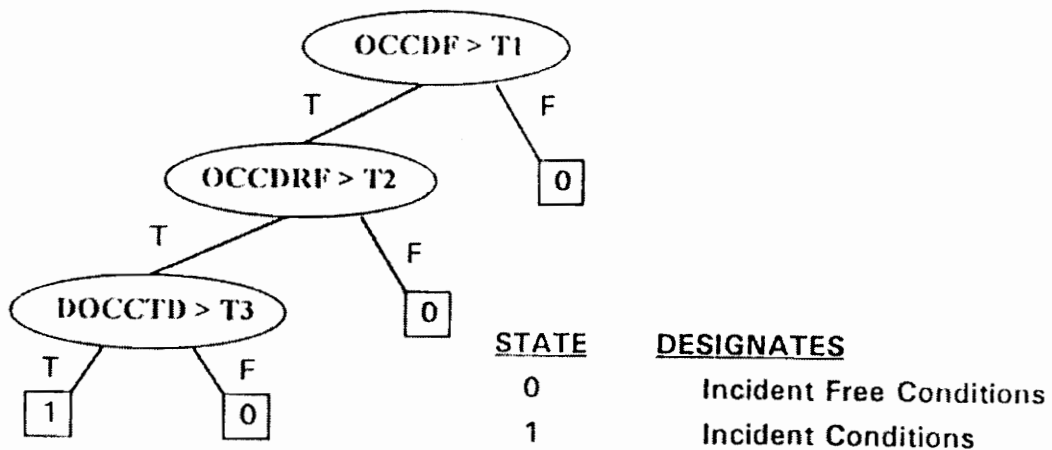 OCCDF > T1
T
F
OCCDRF > T2
0
T
F
DOCCTD > T3
0
T
F
1
0
STATE DESIGNATES
0 Incident Free Conditions
1 Incident Conditions